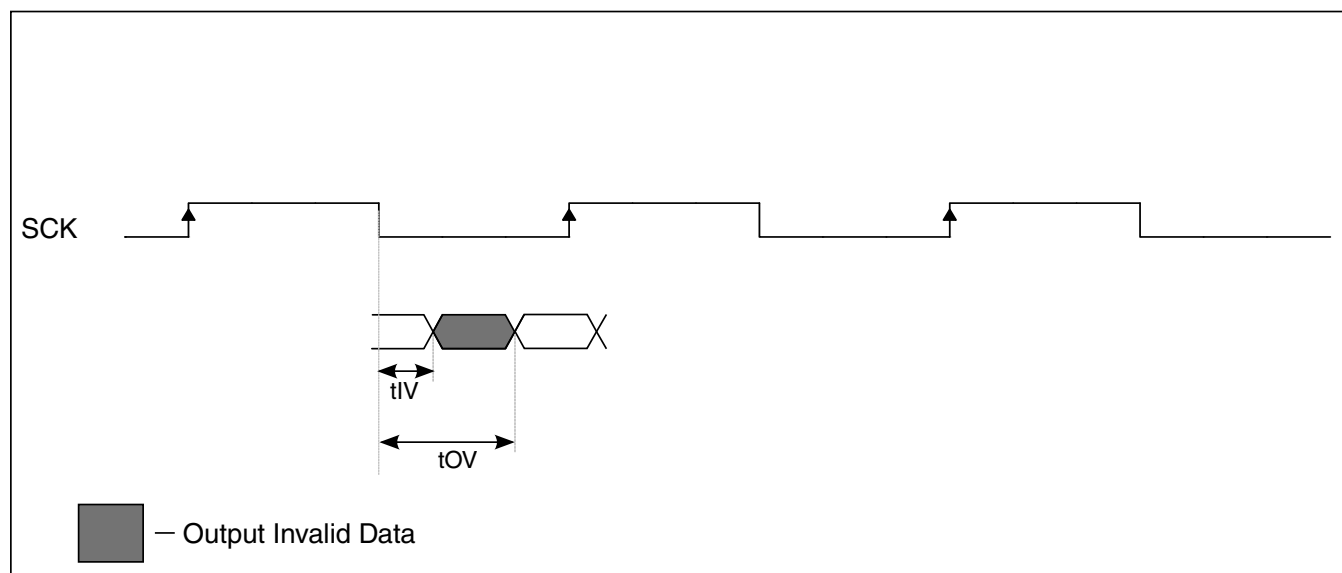 SCK
tIV
tOV
– Output Invalid Data